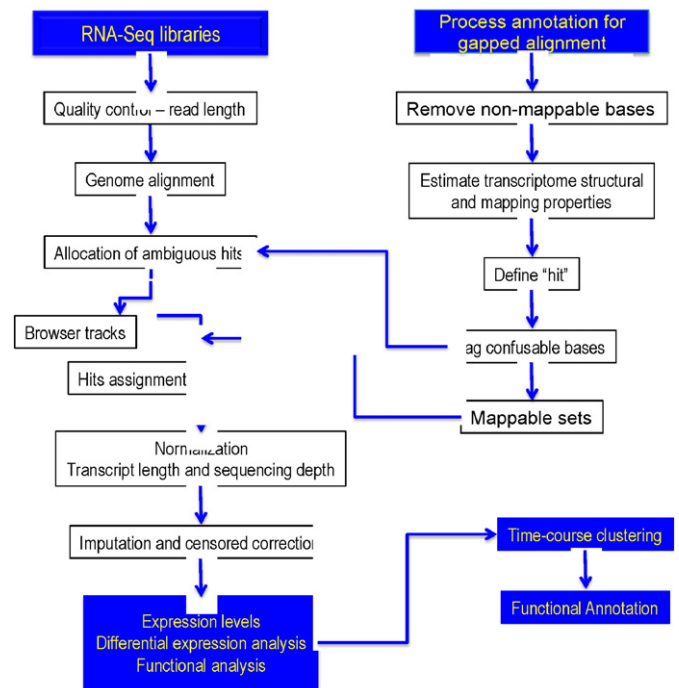 RNA-Seq libraries
Quality control – read length
Genome alignment
Allocation of ambiguous hits
Browser tracks
Hits assignment
Normalization
Transcript length and sequencing depth
Imputation and censored correction
Expression levels
Differential expression analysis
Functional analysis
Process annotation for
gapped alignment
Remove non-mappable bases
Estimate transcriptome structural
and mapping properties
Define “hit”
ag confusable bases
Mappable sets
Time-course clustering
Functional Annotation